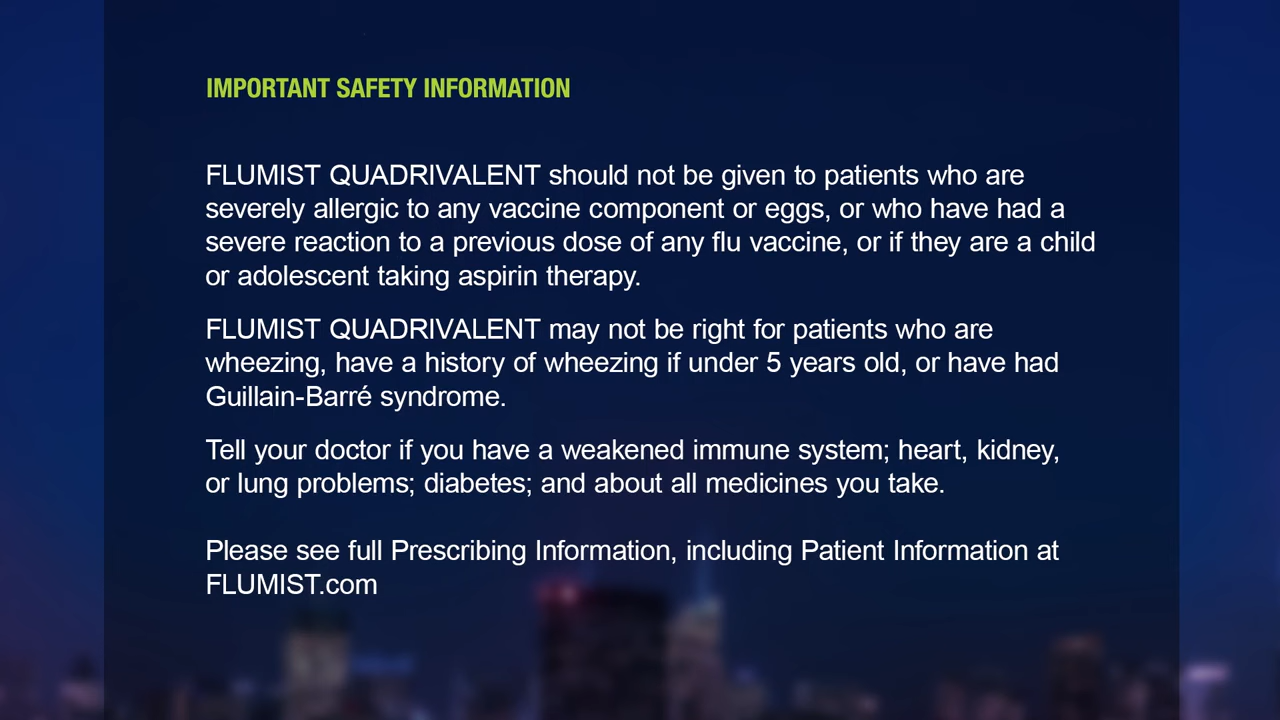 IMPORTANT SAFETY INFORMATION
FLUMIST QUADRIVALENT should not be given to patients who are
severely allergic to any vaccine component or eggs, or who have had a
severe reaction to a previous dose of any flu vaccine, or if they are a child
or adolescent taking aspirin therapy.
FLUMIST QUADRIVALENT may not be right for patients who are
wheezing, have a history of wheezing if under 5 years old, or have had
Guillain-Barré syndrome.
Tell your doctor if you have a weakened immune system; heart, kidney,
or lung problems; diabetes; and about all medicines you take.
Please see full Prescribing Information, including Patient Information at
FLUMIST.com